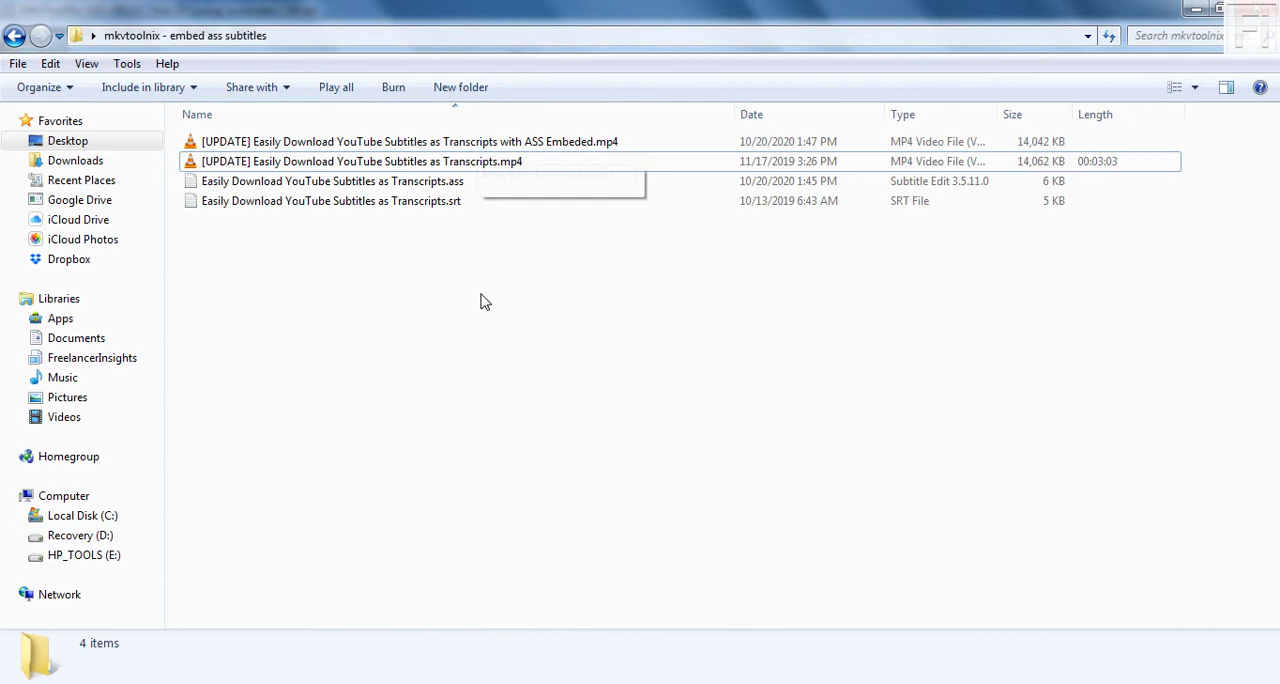 mkvtoolnix - embed ass subtitles
Search mkvtoolnix -
File Edit View Tools Help
Organize Include in library Share with Play all Burn New folder
Name Date Type Size Length
[UPDATE] Easily Download YouTube Subtitles as Transcripts with ASS Embeded.mp4 10/20/2020 1:47 PM MP4 Video File (V... 14,042 KB
[UPDATE] Easily Download YouTube Subtitles as Transcripts.mp4 11/17/2019 3:26 PM MP4 Video File (V... 14,062 KB 00:03:03
Easily Download YouTube Subtitles as Transcripts.ass 10/20/2020 1:45 PM Subtitle Edit 3.5.11.0 6 KB
Easily Download YouTube Subtitles as Transcripts.srt 10/13/2019 6:43 AM SRT File 5 KB
Favorites
Desktop
Downloads
Recent Places
Google Drive
iCloud Drive
iCloud Photos
Dropbox
Libraries
Apps
Documents
FreelancerInsights
Music
Pictures
Videos
Homegroup
Computer
Local Disk (C:)
Recovery (D:)
HP_TOOLS (E:)
Network
4 items